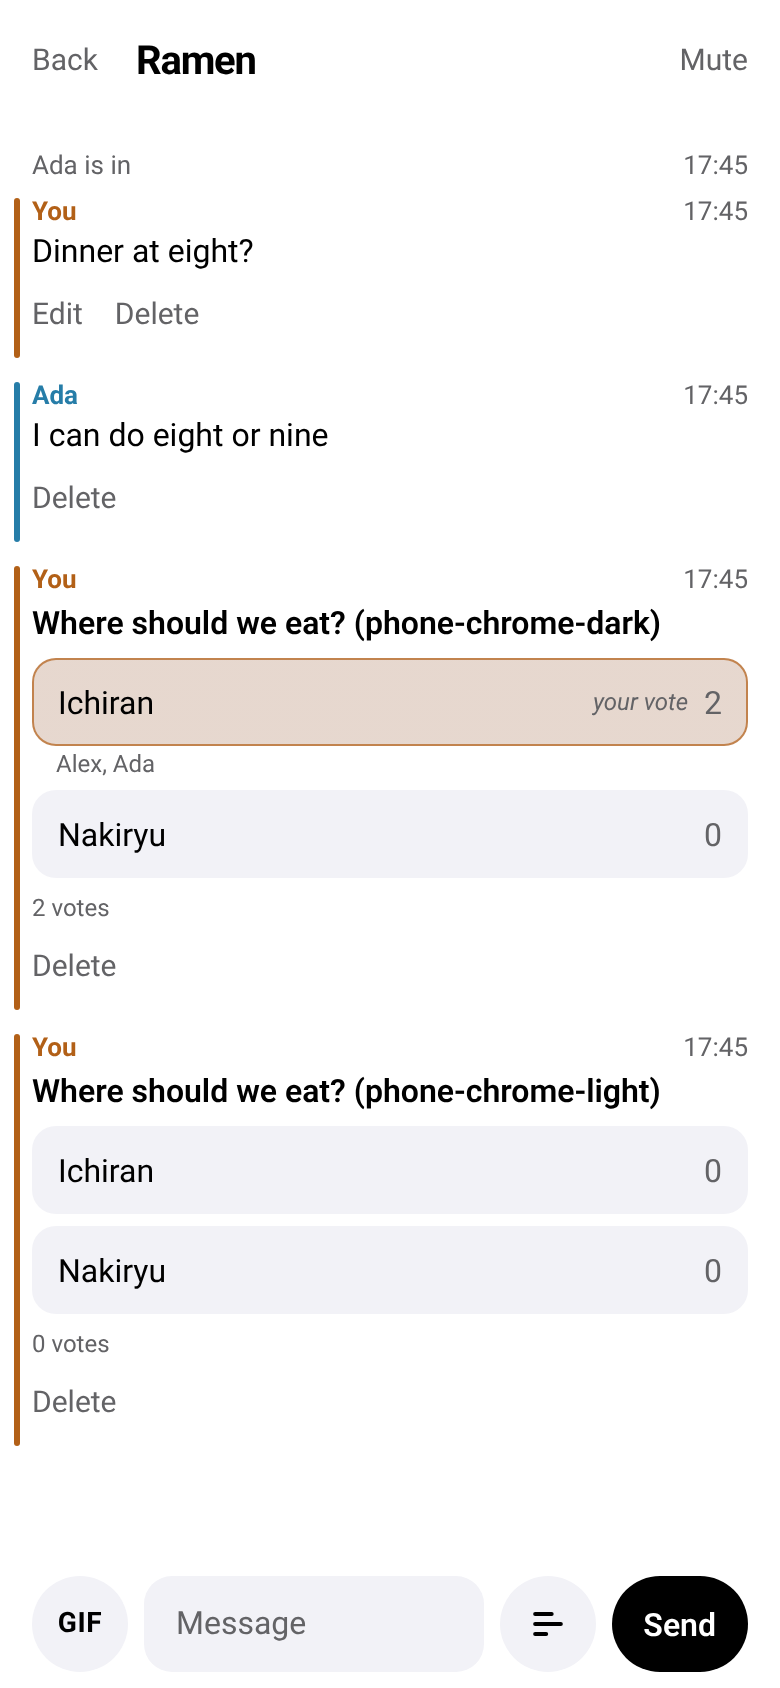 Back Ramen Mute
Ada is in 17:45
You 17:45
Dinner at eight?
Edit Delete
Ada 17:45
I can do eight or nine
Delete
You 17:45
Where should we eat? (phone-chrome-dark)
Ichiran your vote 2
Alex, Ada
Nakiryu 0
2 votes
Delete
You 17:45
Where should we eat? (phone-chrome-light)
Ichiran 0
Nakiryu 0
0 votes
Delete
GIF Message Send